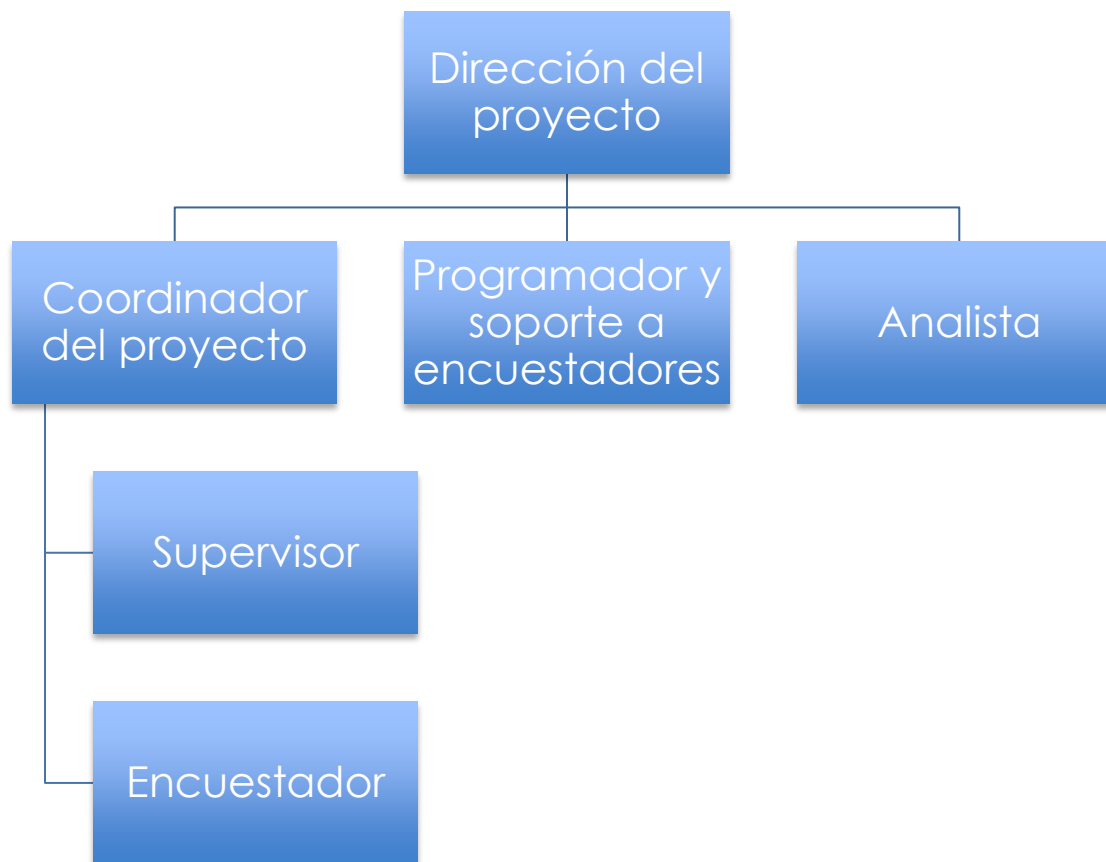 Dirección del
proyecto
Coordinador
del proyecto
Programador y
soporte a
encuestadores
Analista
Supervisor
Encuestador